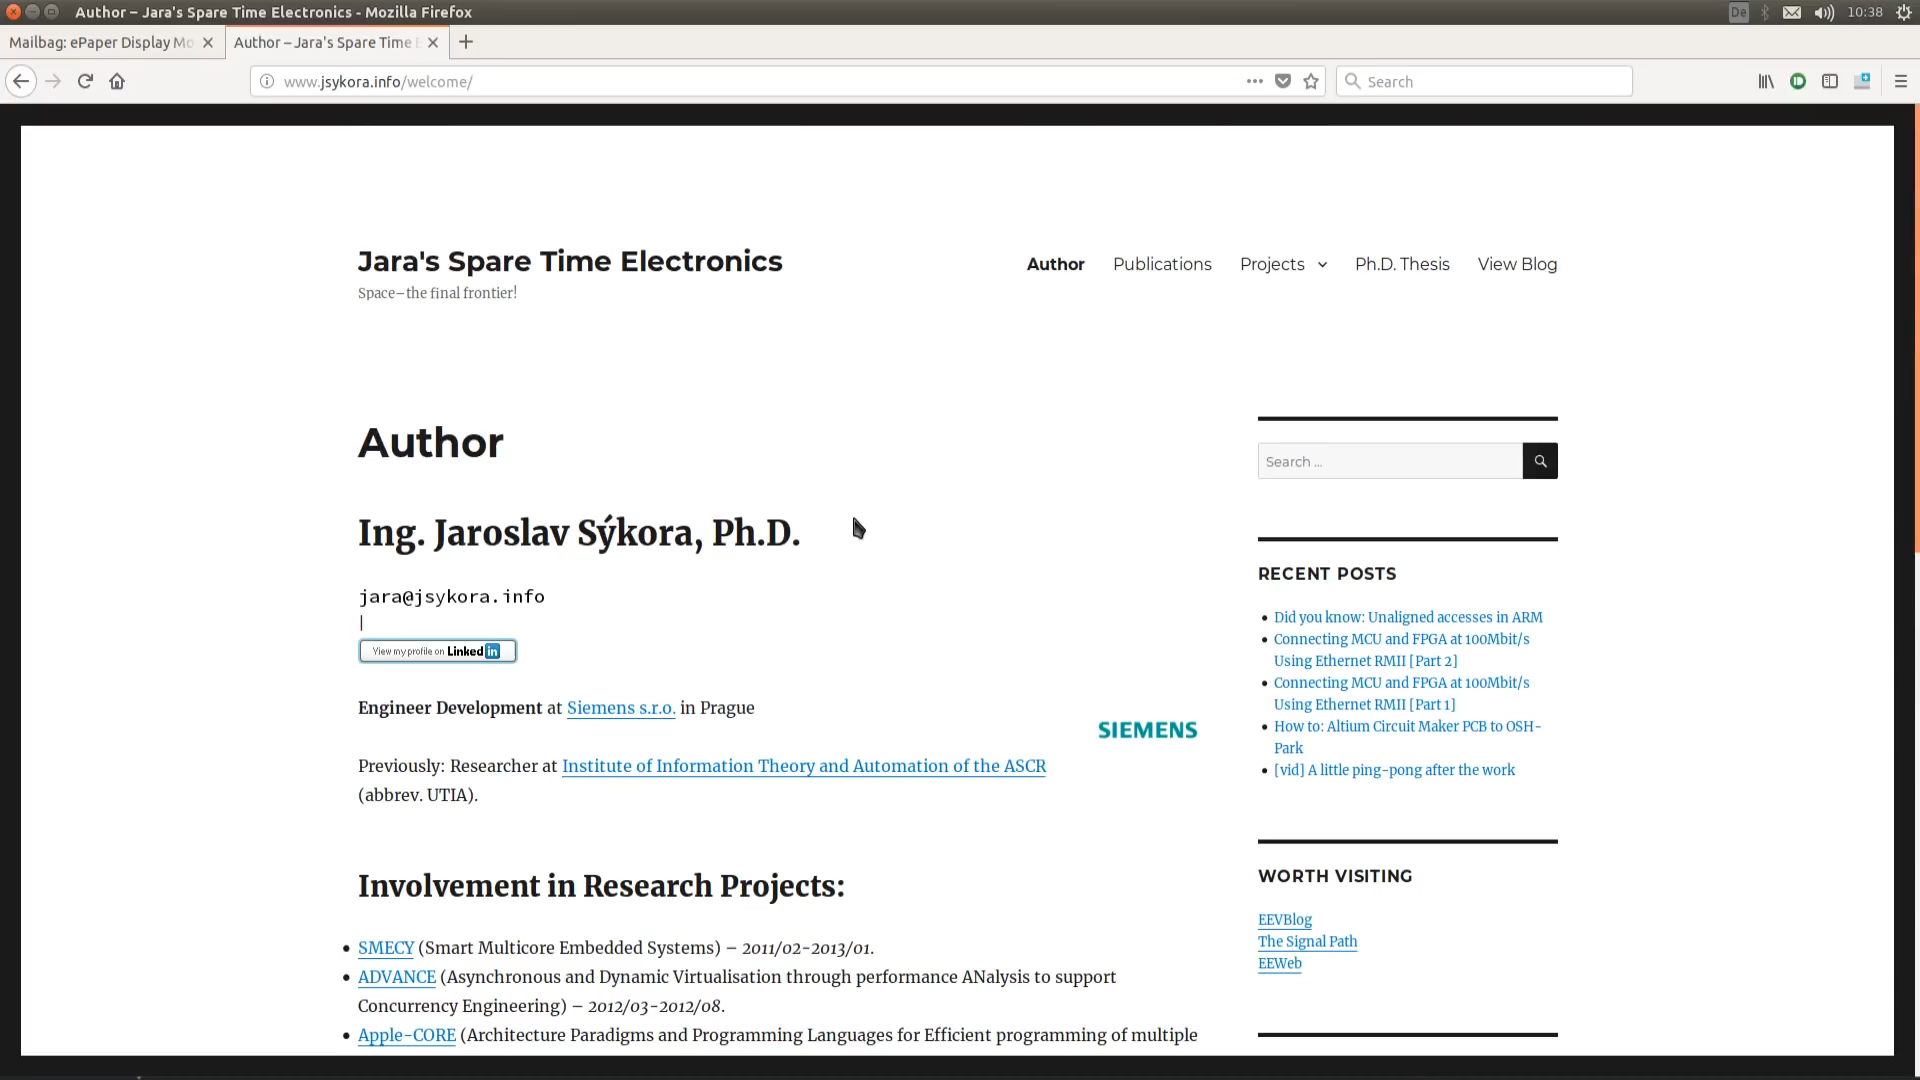 Author – Jara's Spare Time Electronics - Mozilla Firefox
De
10:38
Mailbag: ePaper Display Mo
Author – Jara's Spare Time E
www.jsykora.info/welcome/
Search
Jara's Spare Time Electronics
Space–the final frontier!
Author
Publications
Projects
Ph.D. Thesis
View Blog
Author
Ing. Jaroslav Sýkora, Ph.D.
jara@jsykora.info
|
View my profile on Linked in
Engineer Development at Siemens s.r.o. in Prague
SIEMENS
Previously: Researcher at Institute of Information Theory and Automation of the ASCR
(abbrev. UTIA).
Involvement in Research Projects:
• SMECY (Smart Multicore Embedded Systems) – 2011/02-2013/01.
• ADVANCE (Asynchronous and Dynamic Virtualisation through performance ANalysis to support
Concurrency Engineering) – 2012/03-2012/08.
• Apple-CORE (Architecture Paradigms and Programming Languages for Efficient programming of multiple
Search ...
RECENT POSTS
• Did you know: Unaligned accesses in ARM
• Connecting MCU and FPGA at 100Mbit/s
Using Ethernet RMII [Part 2]
• Connecting MCU and FPGA at 100Mbit/s
Using Ethernet RMII [Part 1]
• How to: Altium Circuit Maker PCB to OSH-
Park
• [vid] A little ping-pong after the work
WORTH VISITING
EEVBlog
The Signal Path
EEWeb